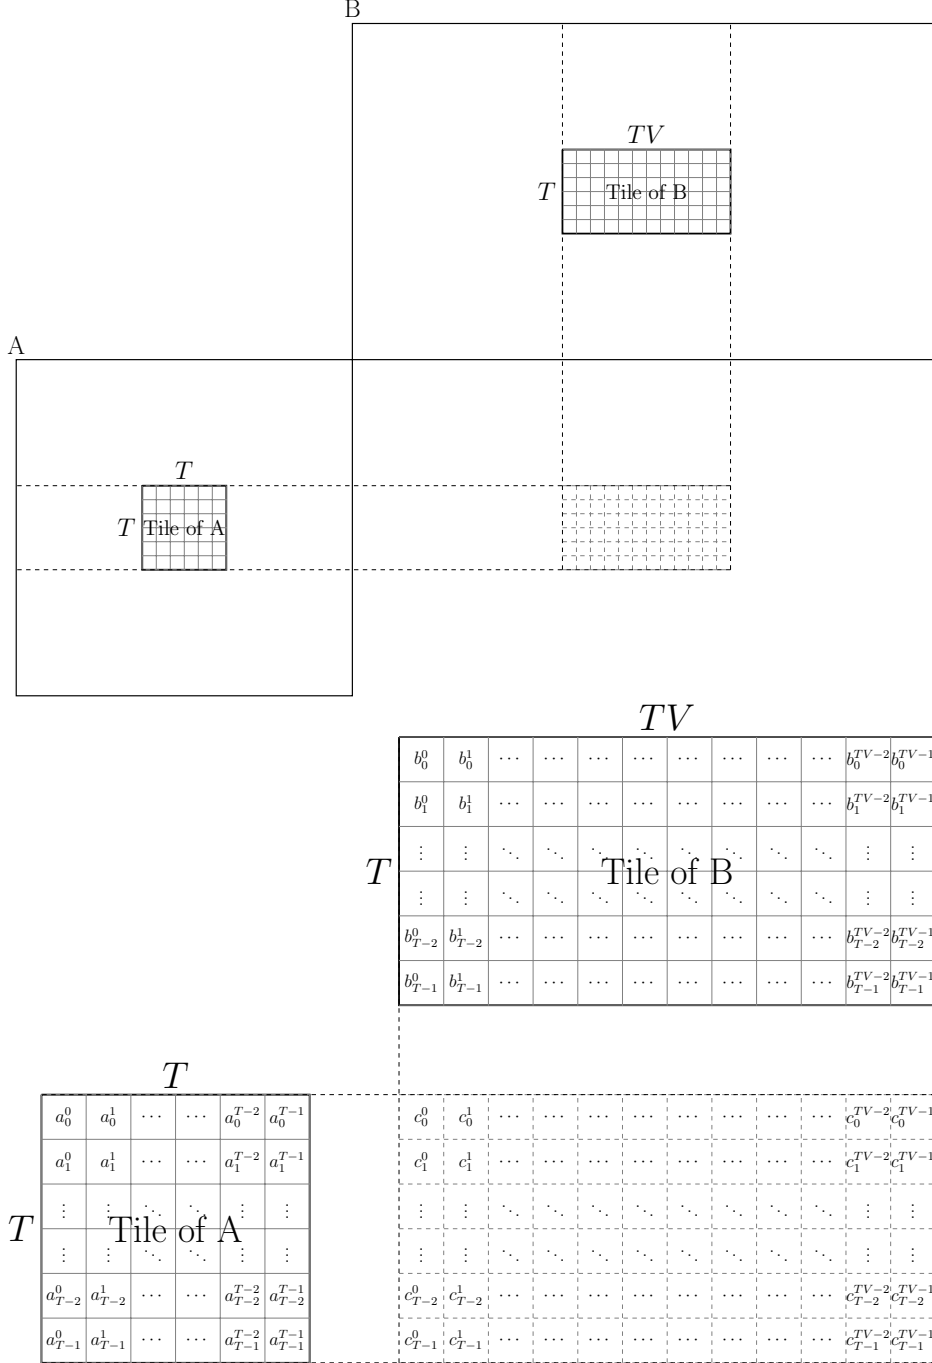 B
TV
T Tile of B
A
T
T Tile of A
TV
b_0^0 b_0^1 ⋯ ⋯ ⋯ ⋯ ⋯ ⋯ ⋯ ⋯ b_0^{TV-2} b_0^{TV-1}
b_1^0 b_1^1 ⋯ ⋯ ⋯ ⋯ ⋯ ⋯ ⋯ ⋯ b_1^{TV-2} b_1^{TV-1}
⋮ ⋮ ⋱ ⋱ ⋱ ⋱ ⋱ ⋱ ⋱ ⋱ ⋮ ⋮
T Tile of B
⋮ ⋮ ⋱ ⋱ ⋱ ⋱ ⋱ ⋱ ⋱ ⋱ ⋮ ⋮
b_{T-2}^0 b_{T-2}^1 ⋯ ⋯ ⋯ ⋯ ⋯ ⋯ ⋯ ⋯ b_{T-2}^{TV-2} b_{T-2}^{TV-1}
b_{T-1}^0 b_{T-1}^1 ⋯ ⋯ ⋯ ⋯ ⋯ ⋯ ⋯ ⋯ b_{T-1}^{TV-2} b_{T-1}^{TV-1}
T
a_0^0 a_0^1 ⋯ ⋯ a_0^{T-2} a_0^{T-1} c_0^0 c_0^1 ⋯ ⋯ ⋯ ⋯ ⋯ ⋯ ⋯ ⋯ c_0^{TV-2} c_0^{TV-1}
a_1^0 a_1^1 ⋯ ⋯ a_1^{T-2} a_1^{T-1} c_1^0 c_1^1 ⋯ ⋯ ⋯ ⋯ ⋯ ⋯ ⋯ ⋯ c_1^{TV-2} c_1^{TV-1}
⋮ ⋮ ⋱ ⋱ ⋮ ⋮ ⋮ ⋮ ⋱ ⋱ ⋱ ⋱ ⋱ ⋱ ⋱ ⋱ ⋮ ⋮
T Tile of A
⋮ ⋮ ⋱ ⋱ ⋮ ⋮ ⋮ ⋮ ⋱ ⋱ ⋱ ⋱ ⋱ ⋱ ⋱ ⋱ ⋮ ⋮
a_{T-2}^0 a_{T-2}^1 ⋯ ⋯ a_{T-2}^{T-2} a_{T-2}^{T-1} c_{T-2}^0 c_{T-2}^1 ⋯ ⋯ ⋯ ⋯ ⋯ ⋯ ⋯ ⋯ c_{T-2}^{TV-2} c_{T-2}^{TV-1}
a_{T-1}^0 a_{T-1}^1 ⋯ ⋯ a_{T-1}^{T-2} a_{T-1}^{T-1} c_{T-1}^0 c_{T-1}^1 ⋯ ⋯ ⋯ ⋯ ⋯ ⋯ ⋯ ⋯ c_{T-1}^{TV-2} c_{T-1}^{TV-1}